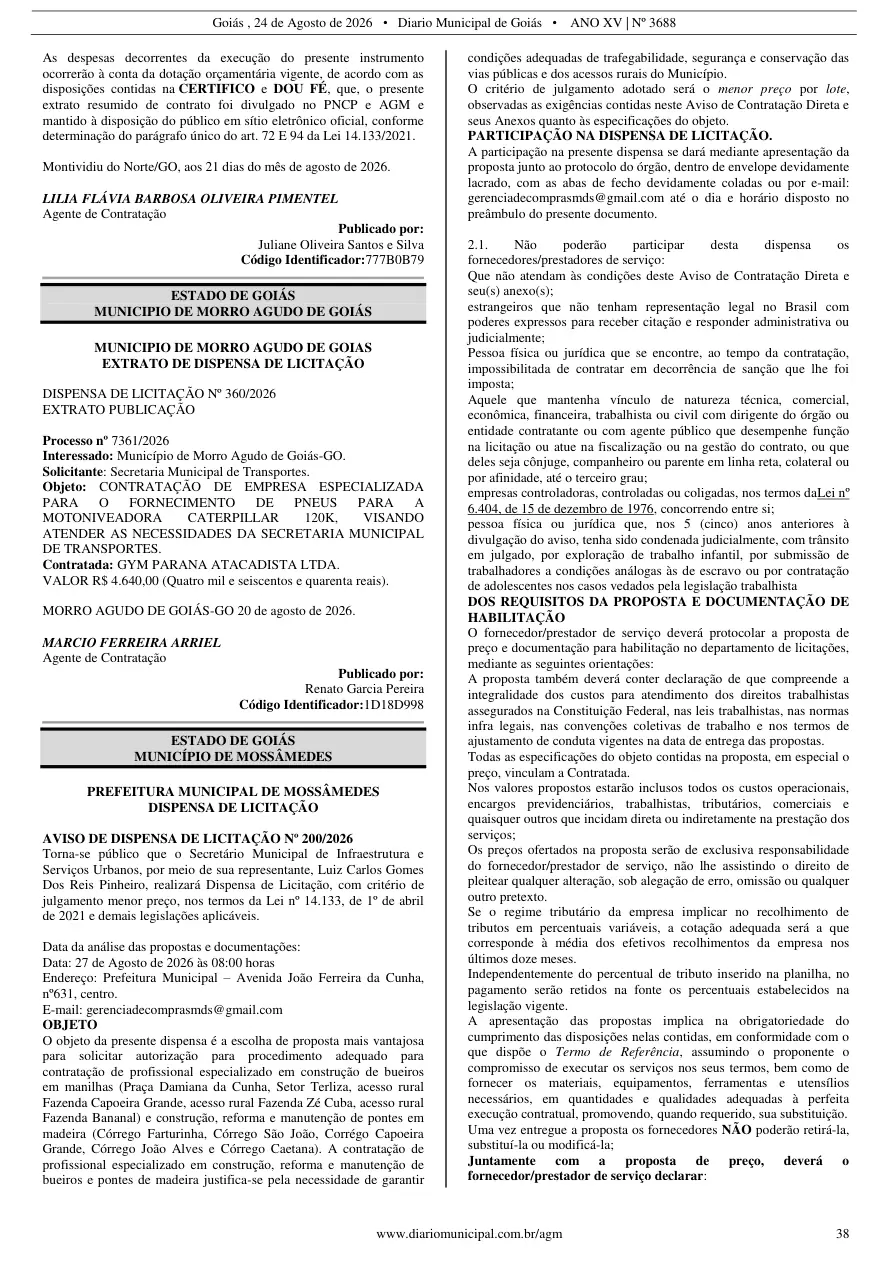 Goiás , 24 de Agosto de 2026 • Diario Municipal de Goiás • ANO XV | Nº 3688
As despesas decorrentes da execução do presente instrumento
ocorrerão à conta da dotação orçamentária vigente, de acordo com as
disposições contidas na CERTIFICO e DOU FÉ, que, o presente
extrato resumido de contrato foi divulgado no PNCP e AGM e
mantido à disposição do público em sítio eletrônico oficial, conforme
determinação do parágrafo único do art. 72 E 94 da Lei 14.133/2021.
Montividiu do Norte/GO, aos 21 dias do mês de agosto de 2026.
LILIA FLÁVIA BARBOSA OLIVEIRA PIMENTEL
Agente de Contratação
Publicado por:
Juliane Oliveira Santos e Silva
Código Identificador:777B0B79
ESTADO DE GOIÁS
MUNICIPIO DE MORRO AGUDO DE GOIÁS
MUNICIPIO DE MORRO AGUDO DE GOIAS
EXTRATO DE DISPENSA DE LICITAÇÃO
DISPENSA DE LICITAÇÃO Nº 360/2026
EXTRATO PUBLICAÇÃO
Processo nº 7361/2026
Interessado: Município de Morro Agudo de Goiás-GO.
Solicitante: Secretaria Municipal de Transportes.
Objeto: CONTRATAÇÃO DE EMPRESA ESPECIALIZADA
PARA O FORNECIMENTO DE PNEUS PARA A
MOTONIVEADORA CATERPILLAR 120K, VISANDO
ATENDER AS NECESSIDADES DA SECRETARIA MUNICIPAL
DE TRANSPORTES.
Contratada: GYM PARANA ATACADISTA LTDA.
VALOR R$ 4.640,00 (Quatro mil e seiscentos e quarenta reais).
MORRO AGUDO DE GOIÁS-GO 20 de agosto de 2026.
MARCIO FERREIRA ARRIEL
Agente de Contratação
Publicado por:
Renato Garcia Pereira
Código Identificador:1D18D998
ESTADO DE GOIÁS
MUNICÍPIO DE MOSSÂMEDES
PREFEITURA MUNICIPAL DE MOSSÂMEDES
DISPENSA DE LICITAÇÃO
AVISO DE DISPENSA DE LICITAÇÃO Nº 200/2026
Torna-se público que o Secretário Municipal de Infraestrutura e
Serviços Urbanos, por meio de sua representante, Luiz Carlos Gomes
Dos Reis Pinheiro, realizará Dispensa de Licitação, com critério de
julgamento menor preço, nos termos da Lei nº 14.133, de 1º de abril
de 2021 e demais legislações aplicáveis.
Data da análise das propostas e documentações:
Data: 27 de Agosto de 2026 às 08:00 horas
Endereço: Prefeitura Municipal – Avenida João Ferreira da Cunha,
nº631, centro.
E-mail: gerenciadecomprasmds@gmail.com
OBJETO
O objeto da presente dispensa é a escolha de proposta mais vantajosa
para solicitar autorização para procedimento adequado para
contratação de profissional especializado em construção de bueiros
em manilhas (Praça Damiana da Cunha, Setor Terliza, acesso rural
Fazenda Capoeira Grande, acesso rural Fazenda Zé Cuba, acesso rural
Fazenda Bananal) e construção, reforma e manutenção de pontes em
madeira (Córrego Farturinha, Córrego São João, Corrégo Capoeira
Grande, Córrego João Alves e Córrego Caetana). A contratação de
profissional especializado em construção, reforma e manutenção de
bueiros e pontes de madeira justifica-se pela necessidade de garantir
condições adequadas de trafegabilidade, segurança e conservação das
vias públicas e dos acessos rurais do Município.
O critério de julgamento adotado será o menor preço por lote,
observadas as exigências contidas neste Aviso de Contratação Direta e
seus Anexos quanto às especificações do objeto.
PARTICIPAÇÃO NA DISPENSA DE LICITAÇÃO.
A participação na presente dispensa se dará mediante apresentação da
proposta junto ao protocolo do órgão, dentro de envelope devidamente
lacrado, com as abas de fecho devidamente coladas ou por e-mail:
gerenciadecomprasmds@gmail.com até o dia e horário disposto no
preâmbulo do presente documento.
2.1. Não poderão participar desta dispensa os
fornecedores/prestadores de serviço:
Que não atendam às condições deste Aviso de Contratação Direta e
seu(s) anexo(s);
estrangeiros que não tenham representação legal no Brasil com
poderes expressos para receber citação e responder administrativa ou
judicialmente;
Pessoa física ou jurídica que se encontre, ao tempo da contratação,
impossibilitada de contratar em decorrência de sanção que lhe foi
imposta;
Aquele que mantenha vínculo de natureza técnica, comercial,
econômica, financeira, trabalhista ou civil com dirigente do órgão ou
entidade contratante ou com agente público que desempenhe função
na licitação ou atue na fiscalização ou na gestão do contrato, ou que
deles seja cônjuge, companheiro ou parente em linha reta, colateral ou
por afinidade, até o terceiro grau;
empresas controladoras, controladas ou coligadas, nos termos daLei nº
6.404, de 15 de dezembro de 1976, concorrendo entre si;
pessoa física ou jurídica que, nos 5 (cinco) anos anteriores à
divulgação do aviso, tenha sido condenada judicialmente, com trânsito
em julgado, por exploração de trabalho infantil, por submissão de
trabalhadores a condições análogas às de escravo ou por contratação
de adolescentes nos casos vedados pela legislação trabalhista
DOS REQUISITOS DA PROPOSTA E DOCUMENTAÇÃO DE
HABILITAÇÃO
O fornecedor/prestador de serviço deverá protocolar a proposta de
preço e documentação para habilitação no departamento de licitações,
mediante as seguintes orientações:
A proposta também deverá conter declaração de que compreende a
integralidade dos custos para atendimento dos direitos trabalhistas
assegurados na Constituição Federal, nas leis trabalhistas, nas normas
infra legais, nas convenções coletivas de trabalho e nos termos de
ajustamento de conduta vigentes na data de entrega das propostas.
Todas as especificações do objeto contidas na proposta, em especial o
preço, vinculam a Contratada.
Nos valores propostos estarão inclusos todos os custos operacionais,
encargos previdenciários, trabalhistas, tributários, comerciais e
quaisquer outros que incidam direta ou indiretamente na prestação dos
serviços;
Os preços ofertados na proposta serão de exclusiva responsabilidade
do fornecedor/prestador de serviço, não lhe assistindo o direito de
pleitear qualquer alteração, sob alegação de erro, omissão ou qualquer
outro pretexto.
Se o regime tributário da empresa implicar no recolhimento de
tributos em percentuais variáveis, a cotação adequada será a que
corresponde à média dos efetivos recolhimentos da empresa nos
últimos doze meses.
Independentemente do percentual de tributo inserido na planilha, no
pagamento serão retidos na fonte os percentuais estabelecidos na
legislação vigente.
A apresentação das propostas implica na obrigatoriedade do
cumprimento das disposições nelas contidas, em conformidade com o
que dispõe o Termo de Referência, assumindo o proponente o
compromisso de executar os serviços nos seus termos, bem como de
fornecer os materiais, equipamentos, ferramentas e utensílios
necessários, em quantidades e qualidades adequadas à perfeita
execução contratual, promovendo, quando requerido, sua substituição.
Uma vez entregue a proposta os fornecedores NÃO poderão retirá-la,
substituí-la ou modificá-la;
Juntamente com a proposta de preço, deverá o
fornecedor/prestador de serviço declarar:
www.diariomunicipal.com.br/agm 38